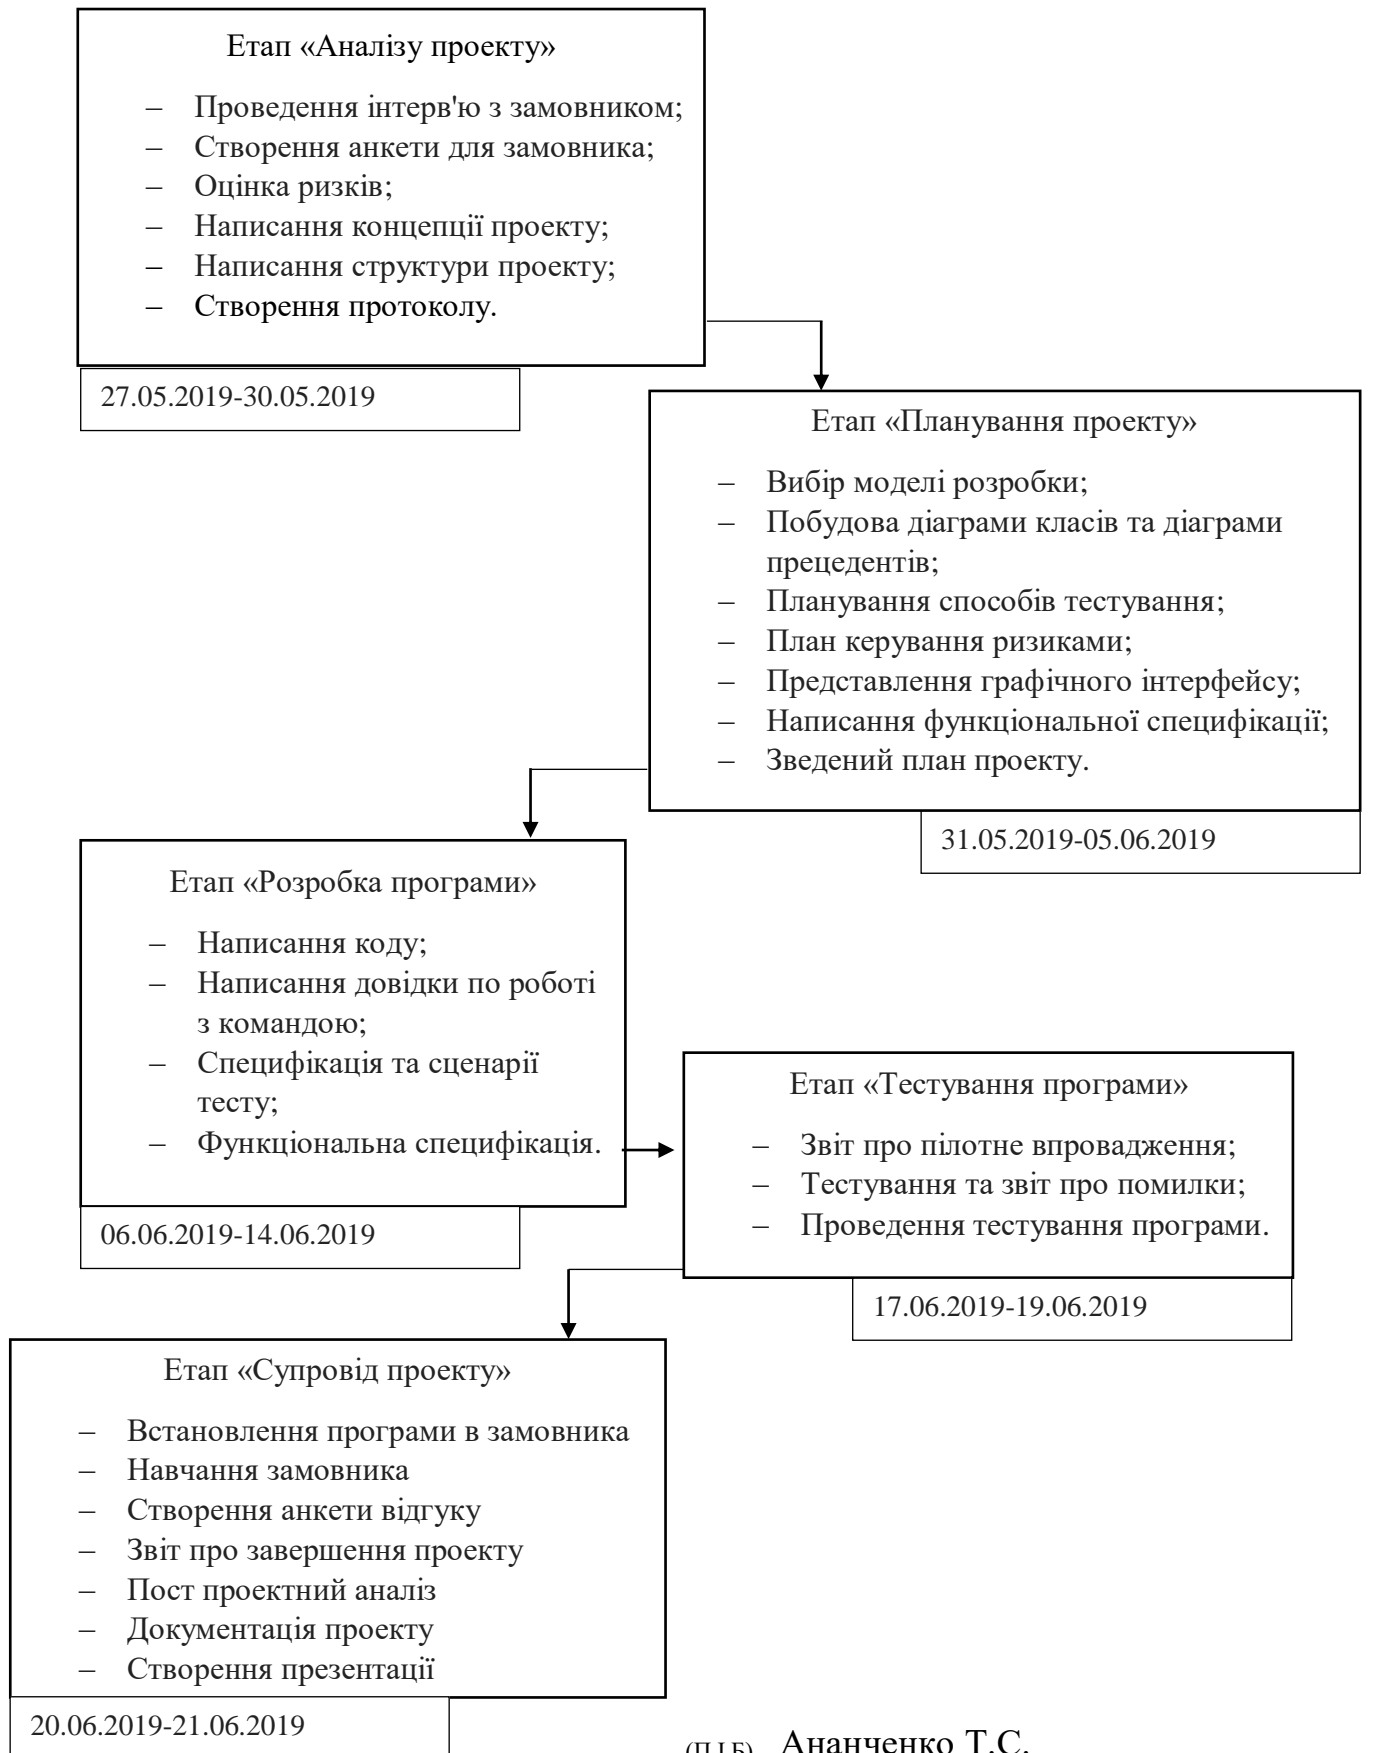 Етап «Аналізу проекту»
– Проведення інтерв'ю з замовником;
– Створення анкети для замовника;
– Оцінка ризків;
– Написання концепції проекту;
– Написання структури проекту;
– Створення протоколу.
27.05.2019-30.05.2019
Етап «Планування проекту»
– Вибір моделі розробки;
– Побудова діаграми класів та діаграми
прецедентів;
– Планування способів тестування;
– План керування ризиками;
– Представлення графічного інтерфейсу;
– Написання функціональної специфікації;
– Зведений план проекту.
31.05.2019-05.06.2019
Етап «Розробка програми»
– Написання коду;
– Написання довідки по роботі
з командою;
– Специфікація та сценарії
тесту;
– Функціональна специфікація.
06.06.2019-14.06.2019
Етап «Тестування програми»
– Звіт про пілотне впровадження;
– Тестування та звіт про помилки;
– Проведення тестування програми.
17.06.2019-19.06.2019
Етап «Супровід проекту»
– Встановлення програми в замовника
– Навчання замовника
– Створення анкети відгуку
– Звіт про завершення проекту
– Пост проектний аналіз
– Документація проекту
– Створення презентації
20.06.2019-21.06.2019
(П.І.Б) Ананченко Т.С.